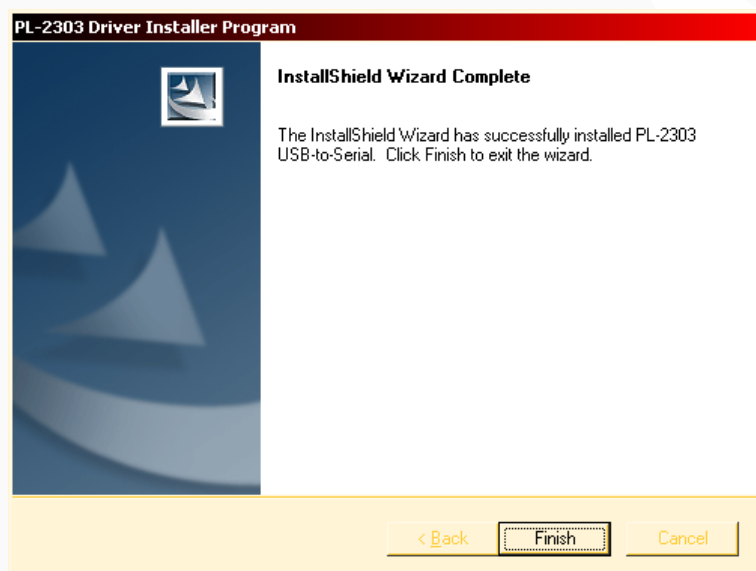 PL-2303 Driver Installer Program
InstallShield Wizard Complete
The InstallShield Wizard has successfully installed PL-2303
USB-to-Serial. Click Finish to exit the wizard.
< Back
Finish
Cancel